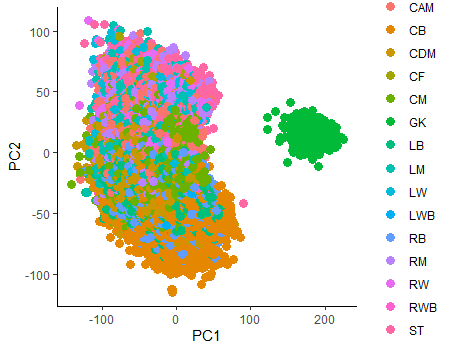 CAM
CB
CDM
CF
CM
GK
LB
LM
LW
LWB
RB
RM
RW
RWB
ST
100
50
0
-50
-100
PC2
-100 0 100 200
PC1